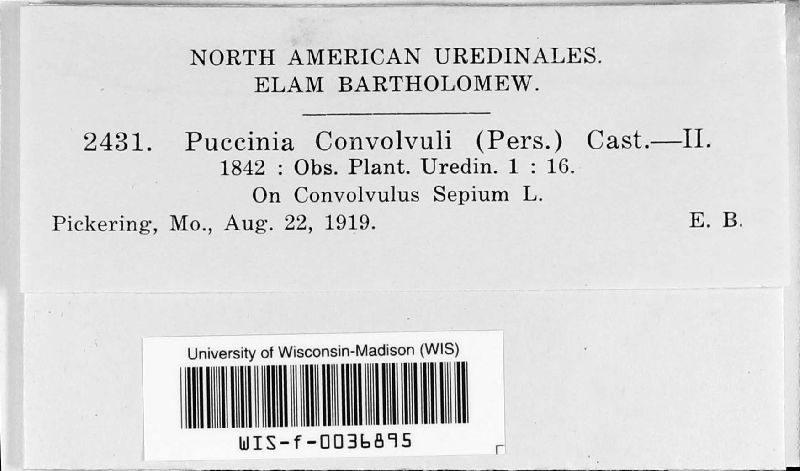 NORTH AMERICAN UREDINALES.
ELAM BARTHOLOMEW.
2431. Puccinia Convolvuli (Pers.) Cast.—II.
1842 : Obs. Plant. Uredin. 1 : 16.
On Convolvulus Sepium L.
Pickering, Mo., Aug. 22, 1919. E. B.
University of Wisconsin-Madison (WIS)
WIS-f-0036895